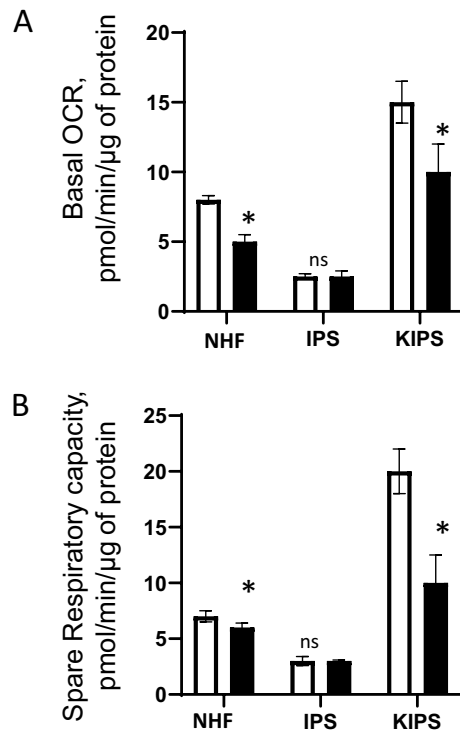 A
Basal OCR,
pmol/min/µg of protein
20
15
10
5
0
*
ns
*
NHF IPS KIPS
B
Spare Respiratory capacity,
pmol/min/µg of protein
25
20
15
10
5
0
*
ns
*
NHF IPS KIPS